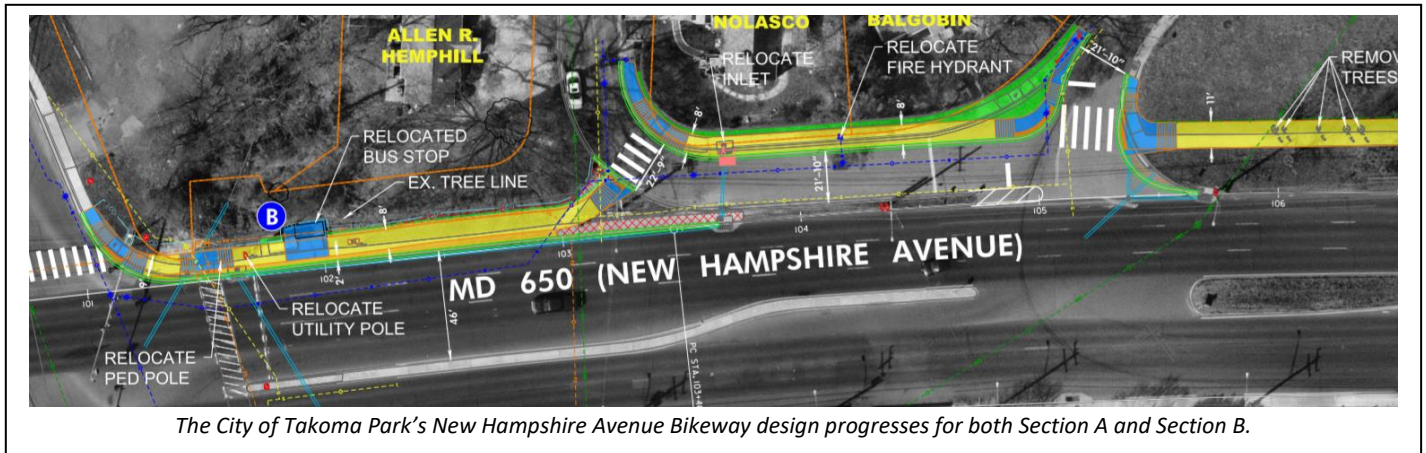 ALLEN R.
HEMPHILL
NOLASCO
BALGOBIN
RELOCATE
INLET
RELOCATE
FIRE HYDRANT
21'-10"
REMOV
TREES
8'
8'
11'
RELOCATED
BUS STOP
EX. TREE LINE
B
8'
22'-9"
21'-10"
2'
101
102
103
104
105
106
MD 650 (NEW HAMPSHIRE AVENUE)
46'
RELOCATE
UTILITY POLE
RELOCATE
PED POLE
The City of Takoma Park's New Hampshire Avenue Bikeway design progresses for both Section A and Section B.